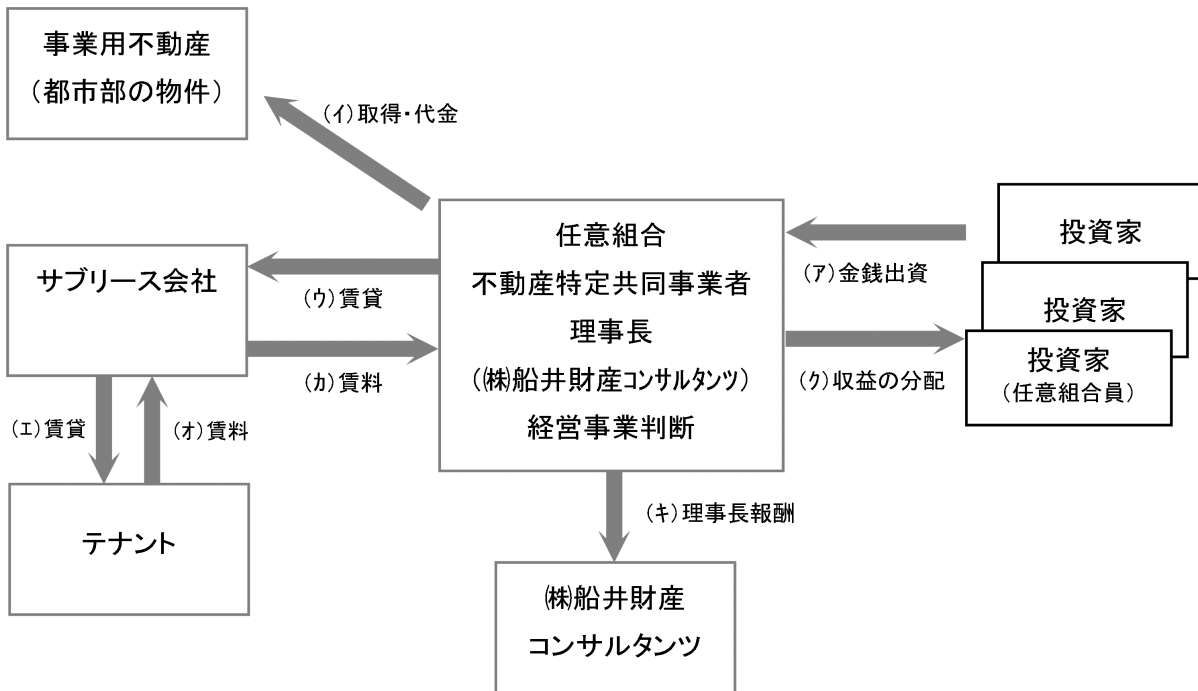 事業用不動産
（都市部の物件）
(ｲ)取得・代金
任意組合
不動産特定共同事業者
理事長
（㈱船井財産ｺﾝｻﾙﾀﾝﾂ）
経営事業判断
投資家
投資家
投資家
（任意組合員）
(ｱ)金銭出資
(ｸ)収益の分配
サブリース会社
(ｳ)賃貸
(ｶ)賃料
(ｴ)賃貸
(ｵ)賃料
テナント
(ｷ)理事長報酬
㈱船井財産
コンサルタンツ